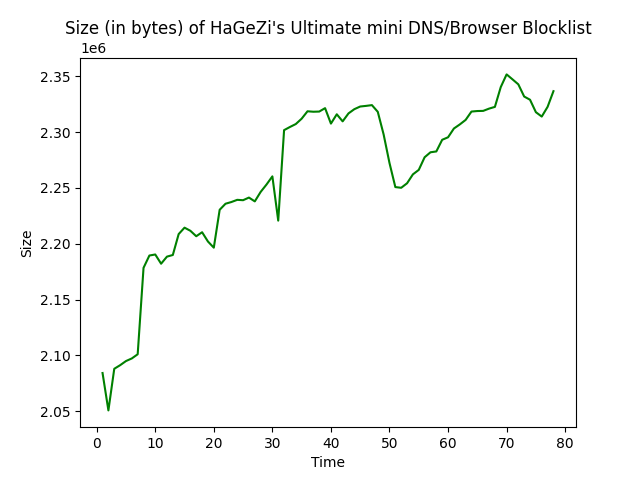 Size (in bytes) of HaGeZi's Ultimate mini DNS/Browser Blocklist
1e6
2.35
2.30
2.25
2.20
2.15
2.10
2.05
Size
0 10 20 30 40 50 60 70 80
Time